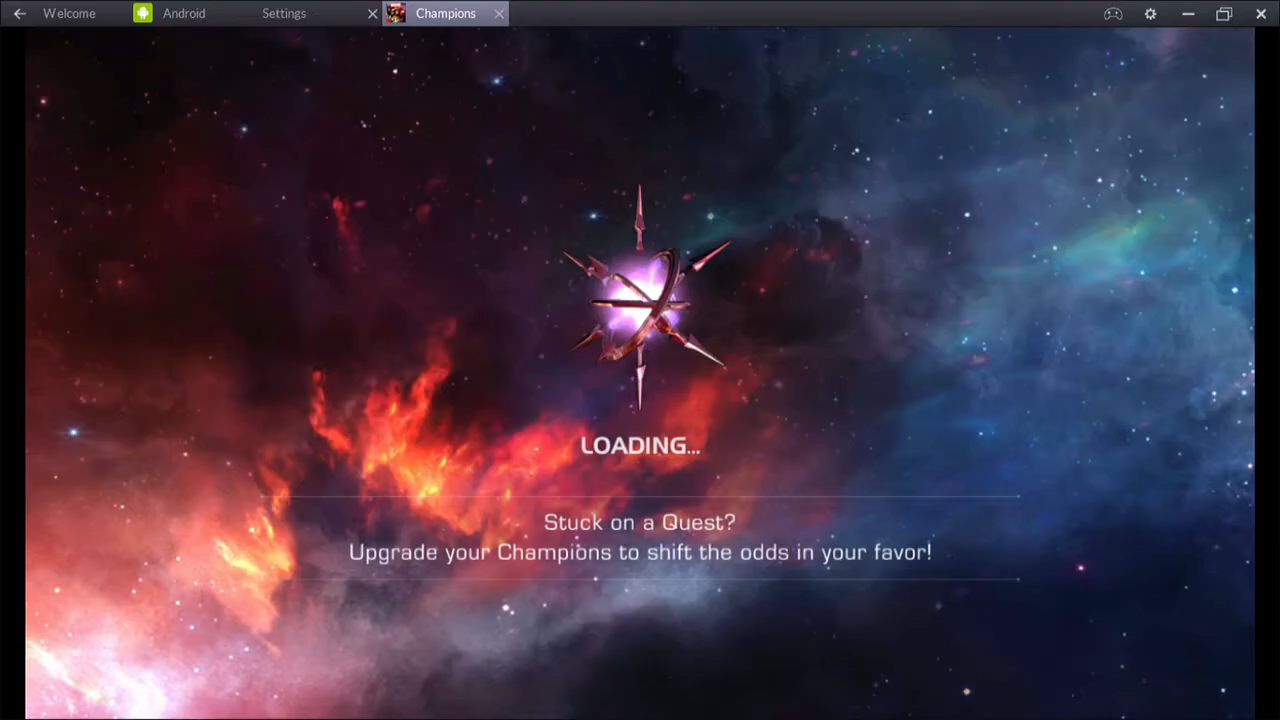 Welcome Android Settings Champions
LOADING...
Stuck on a Quest?
Upgrade your Champions to shift the odds in your favor!